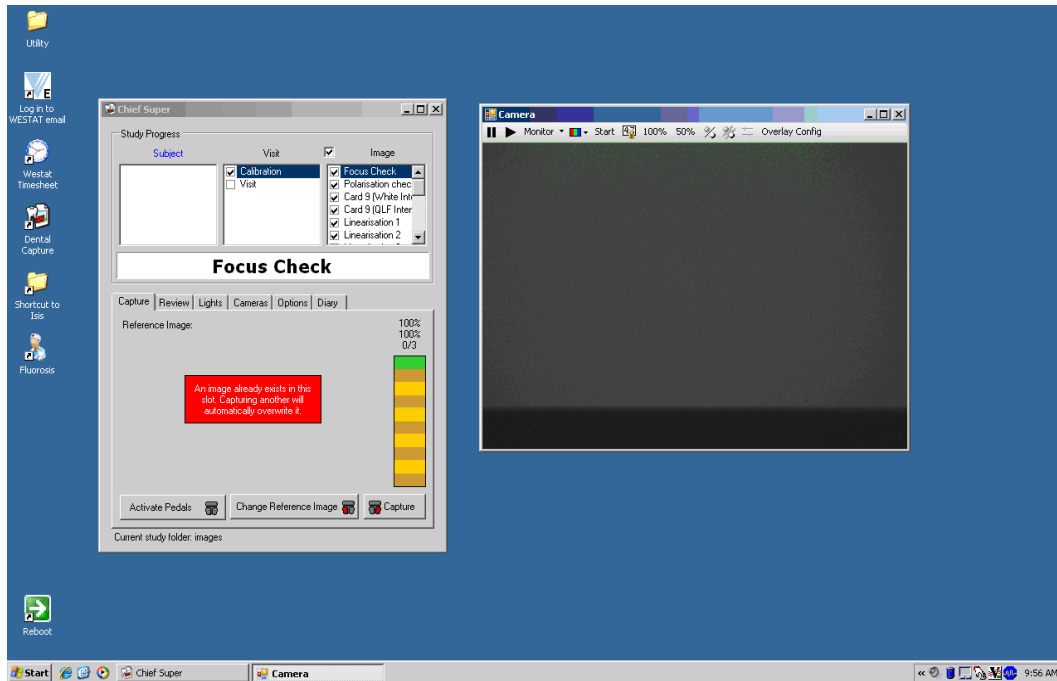 Utility
Log in to
WESTAT email
Westat
Timesheet
Dental
Capture
Shortcut to
Isis
Fluorosis
Reboot
Chief Super
Study Progress
Subject
Visit
Image
Calibration
Visit
Focus Check
Polarisation chec
Card 9 (White Int
Card 9 (QLF Inter
Linearisation 1
Linearisation 2
Focus Check
Capture Review Lights Cameras Options Diary
Reference Image:
100%
100%
0/3
An image already exists in this
slot. Capturing another will
automatically overwrite it.
Activate Pedals
Change Reference Image
Capture
Current study folder: images
Camera
Monitor Start 100% 50% Overlay Config
Start Chief Super Camera 9:56 AM